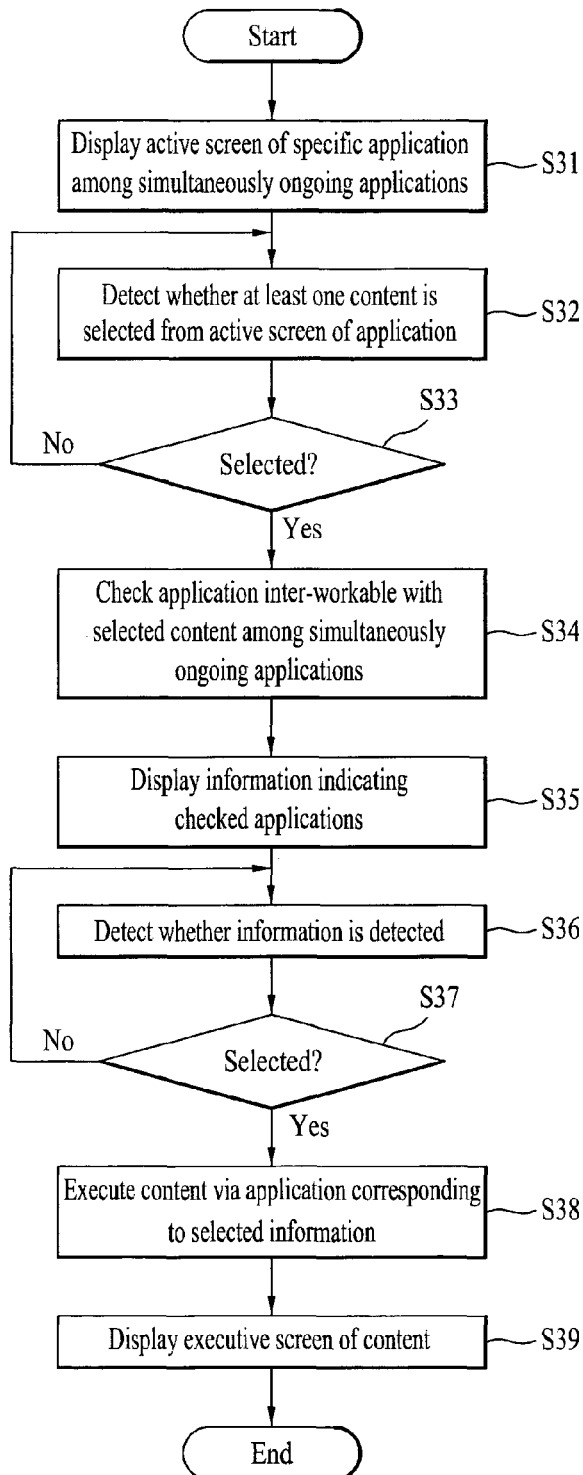 Start
Display active screen of specific application
among simultaneously ongoing applications
S31
Detect whether at least one content is
selected from active screen of application
S32
S33
No
Selected?
Yes
Check application inter-workable with
selected content among simultaneously
ongoing applications
S34
Display information indicating
checked applications
S35
Detect whether information is detected
S36
S37
No
Selected?
Yes
Execute content via application corresponding
to selected information
S38
Display executive screen of content
S39
End